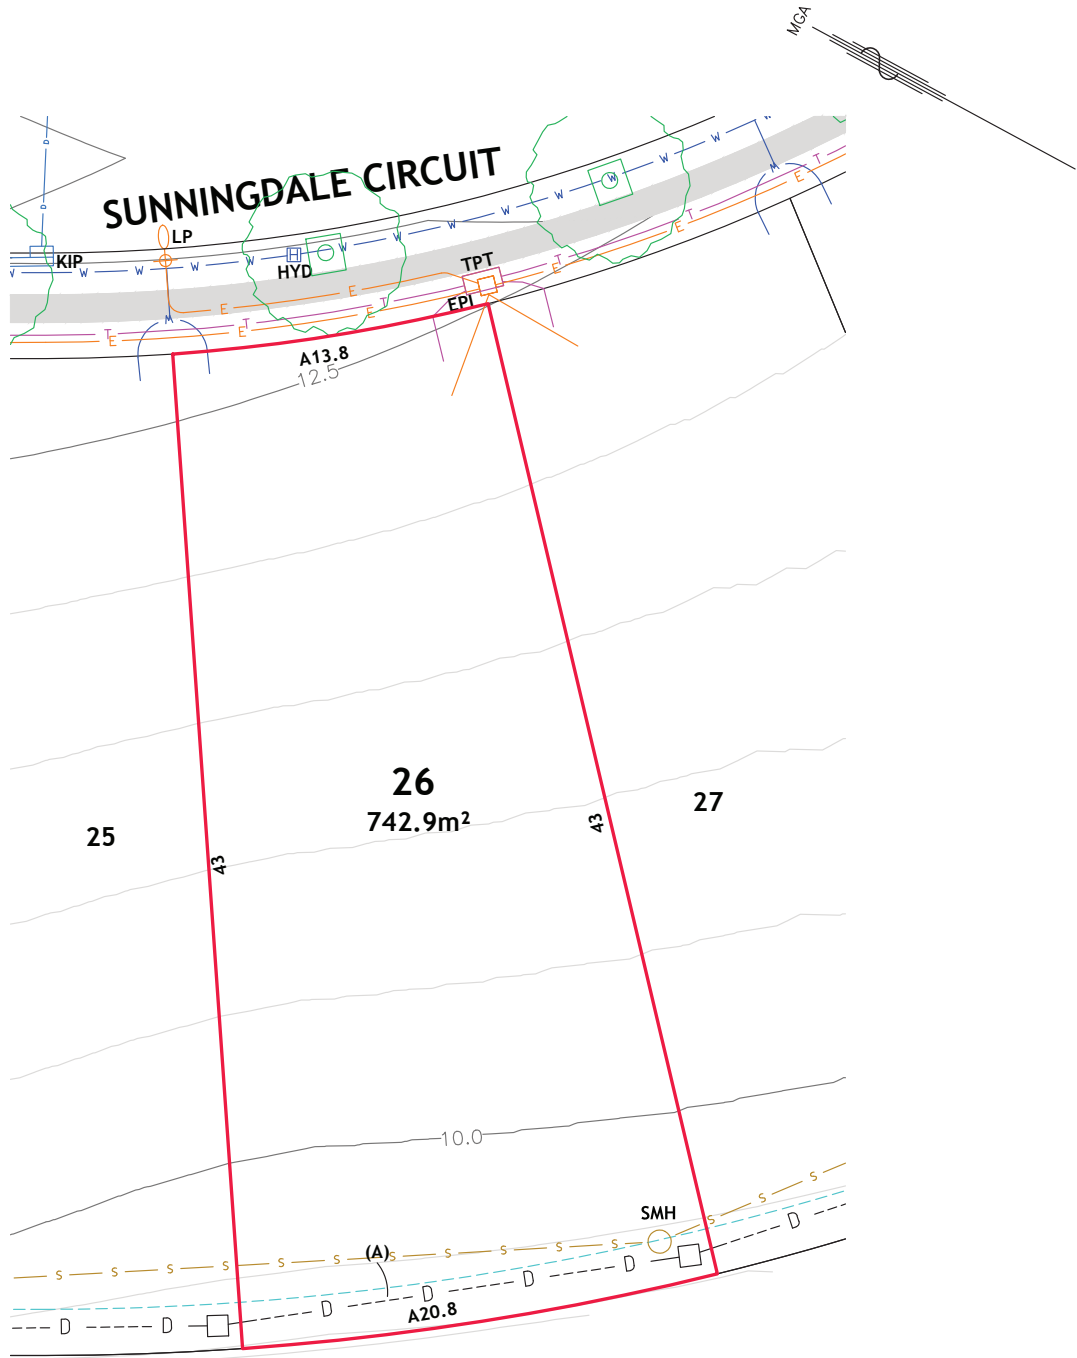 MGA
SUNNINGDALE CIRCUIT
D
D
W
W
W
W
W
W
W
W
W
W
W
W
W
W
LP
KIP
HYD
H
TPT
EPI
M
M
T
T
T
T
T
T
E
E
E
E
E
E
E
E
A13.8
12.5
26
742.9m²
25
27
43
43
10.0
SMH
(A)
S
S
S
S
S
S
S
S
S
S
S
S
S
S
D
D
D
D
D
D
D
A20.8